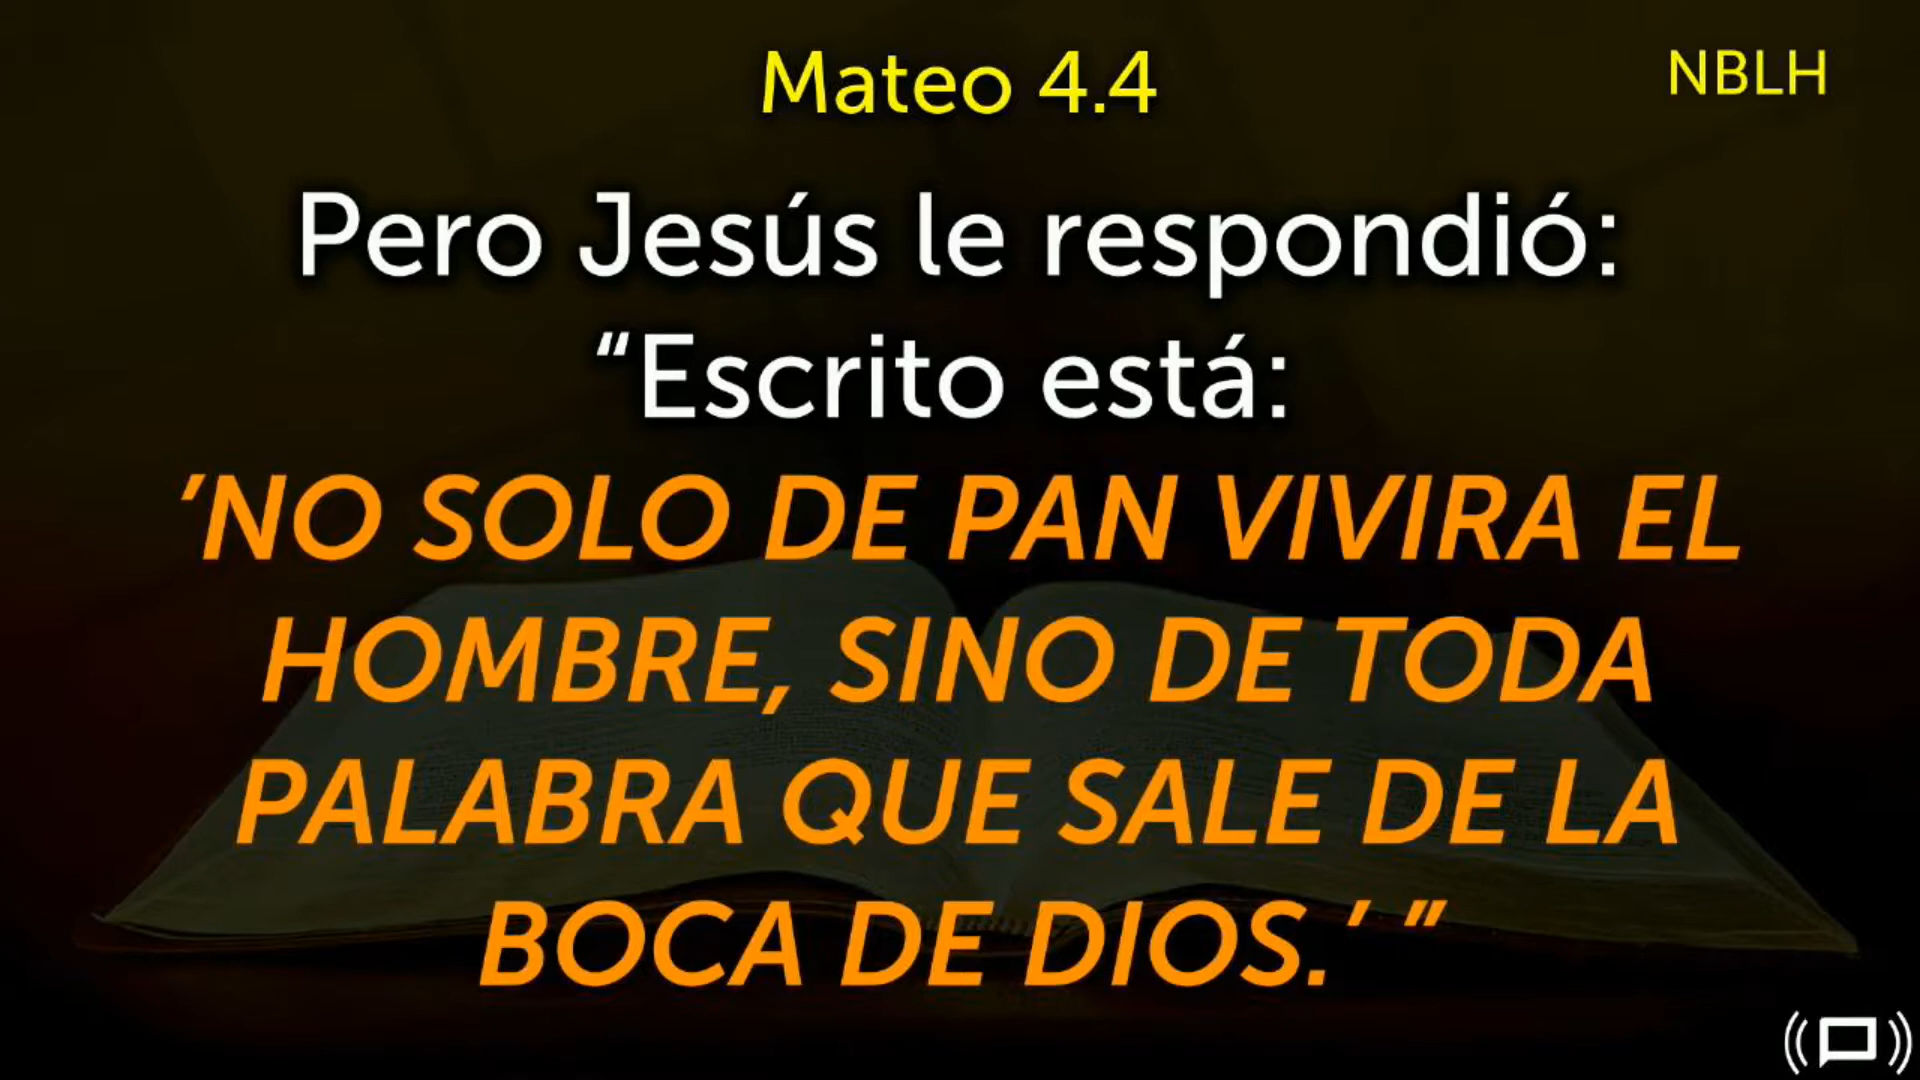 Mateo 4.4
NBLH
Pero Jesús le respondió:
“Escrito está:
’NO SOLO DE PAN VIVIRA EL
HOMBRE, SINO DE TODA
PALABRA QUE SALE DE LA
BOCA DE DIOS.’ ”